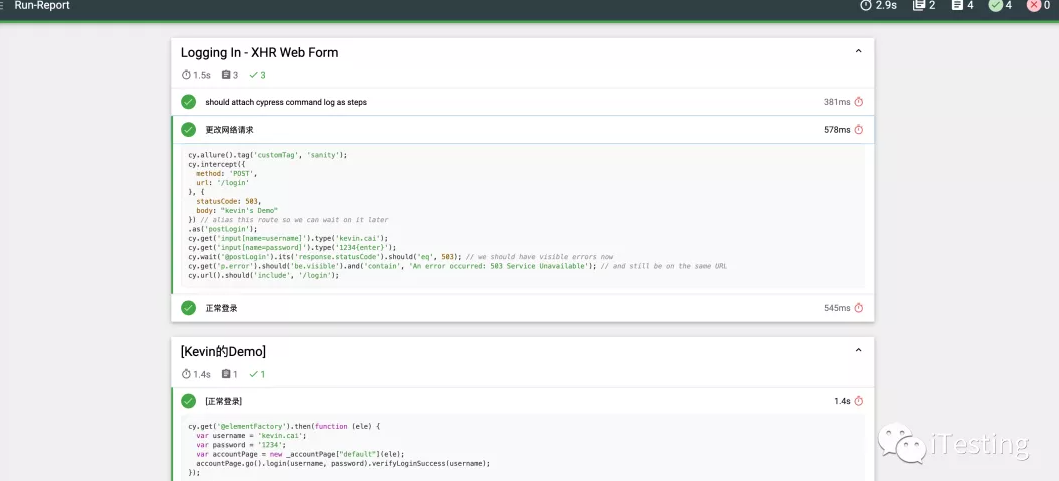 Run-Report
2.9s 2 4 4 0
Logging In - XHR Web Form
1.5s 3 3
should attach cypress command log as steps 381ms
更改网络请求 578ms
cy.allure().tag('customTag', 'sanity');
cy.intercept({
method: 'POST',
url: '/login'
}, {
statusCode: 503,
body: "kevin's Demo"
}) // alias this route so we can wait on it later
.as('postLogin');
cy.get('input[name=username]').type('kevin.cai');
cy.get('input[name=password]').type('1234{enter}');
cy.wait('@postLogin').its('response.statusCode').should('eq', 503); // we should have visible errors now
cy.get('p.error').should('be.visible').and('contain', 'An error occurred: 503 Service Unavailable'); // and still be on the same URL
cy.url().should('include', '/login');
正常登录 545ms
[Kevin的Demo]
1.4s 1 1
[正常登录] 1.4s
cy.get('@elementFactory').then(function (ele) {
var username = 'kevin.cai';
var password = '1234';
var accountPage = new _accountPage["default"](ele);
accountPage.go().login(username, password).verifyLoginSuccess(username);
});
iTesting